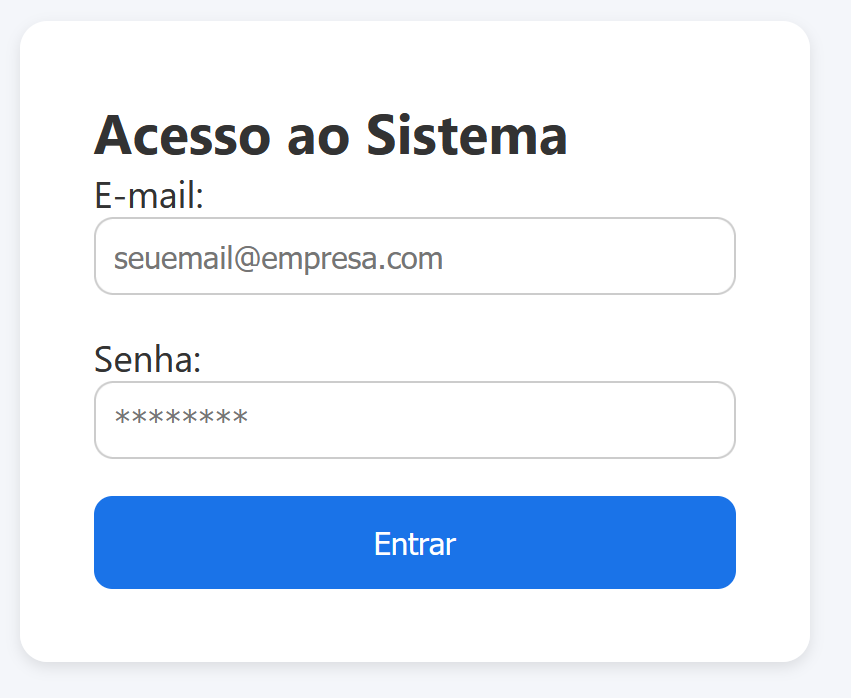 Acesso ao Sistema
E-mail:
seuemail@empresa.com
Senha:
********
Entrar